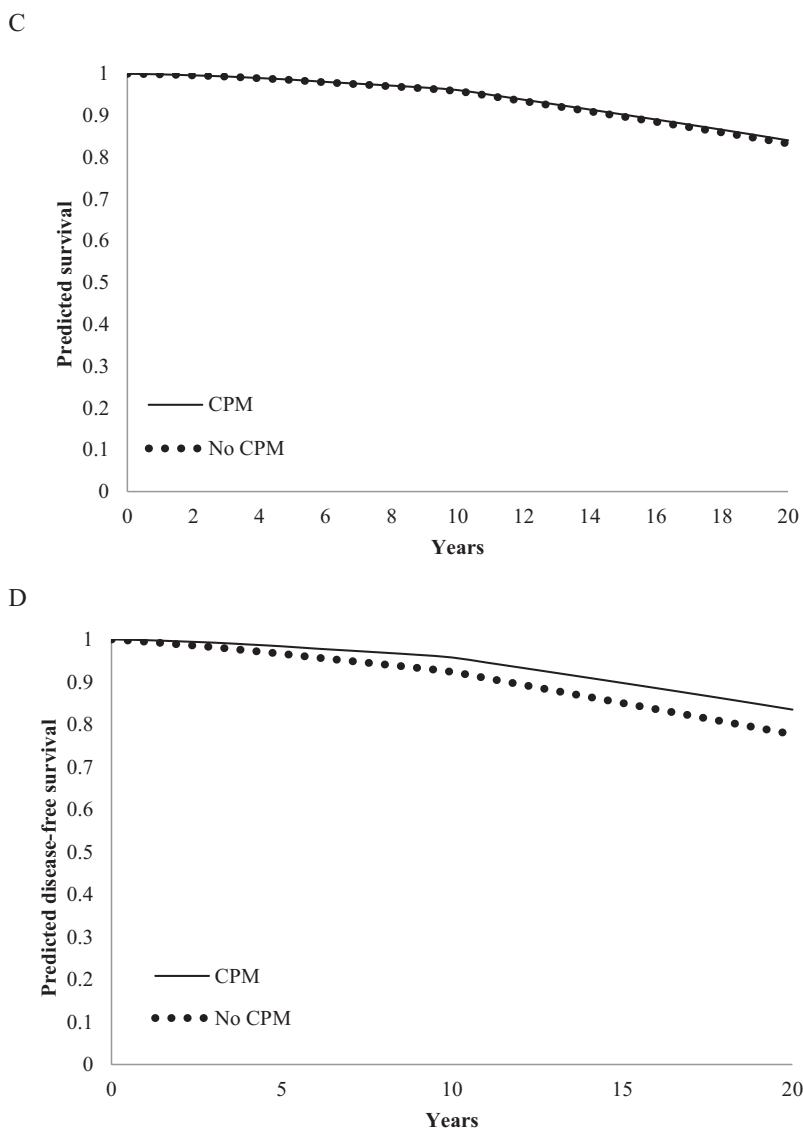 C
1
0.9
0.8
0.7
0.6
0.5
0.4
0.3
0.2
0.1
0
Predicted survival
CPM
No CPM
0 2 4 6 8 10 12 14 16 18 20
Years
D
1
0.9
0.8
0.7
0.6
0.5
0.4
0.3
0.2
0.1
0
Predicted disease-free survival
CPM
No CPM
0 5 10 15 20
Years